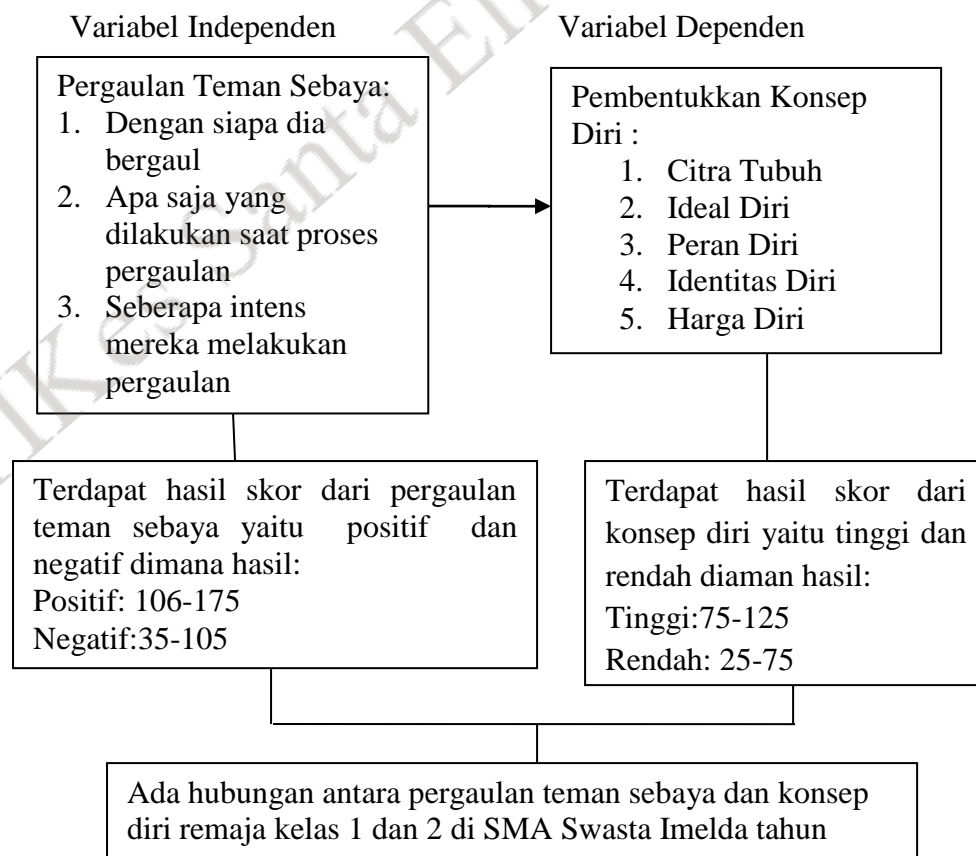 Variabel Independen
Variabel Dependen
Pergaulan Teman Sebaya:
1. Dengan siapa dia
bergaul
2. Apa saja yang
dilakukan saat proses
pergaulan
3. Seberapa intens
mereka melakukan
pergaulan
Pembentukkan Konsep
Diri :
1. Citra Tubuh
2. Ideal Diri
3. Peran Diri
4. Identitas Diri
5. Harga Diri
Terdapat hasil skor dari pergaulan
teman sebaya yaitu positif dan
negatif dimana hasil:
Positif: 106-175
Negatif:35-105
Terdapat hasil skor dari
konsep diri yaitu tinggi dan
rendah diaman hasil:
Tinggi:75-125
Rendah: 25-75
Ada hubungan antara pergaulan teman sebaya dan konsep
diri remaja kelas 1 dan 2 di SMA Swasta Imelda tahun